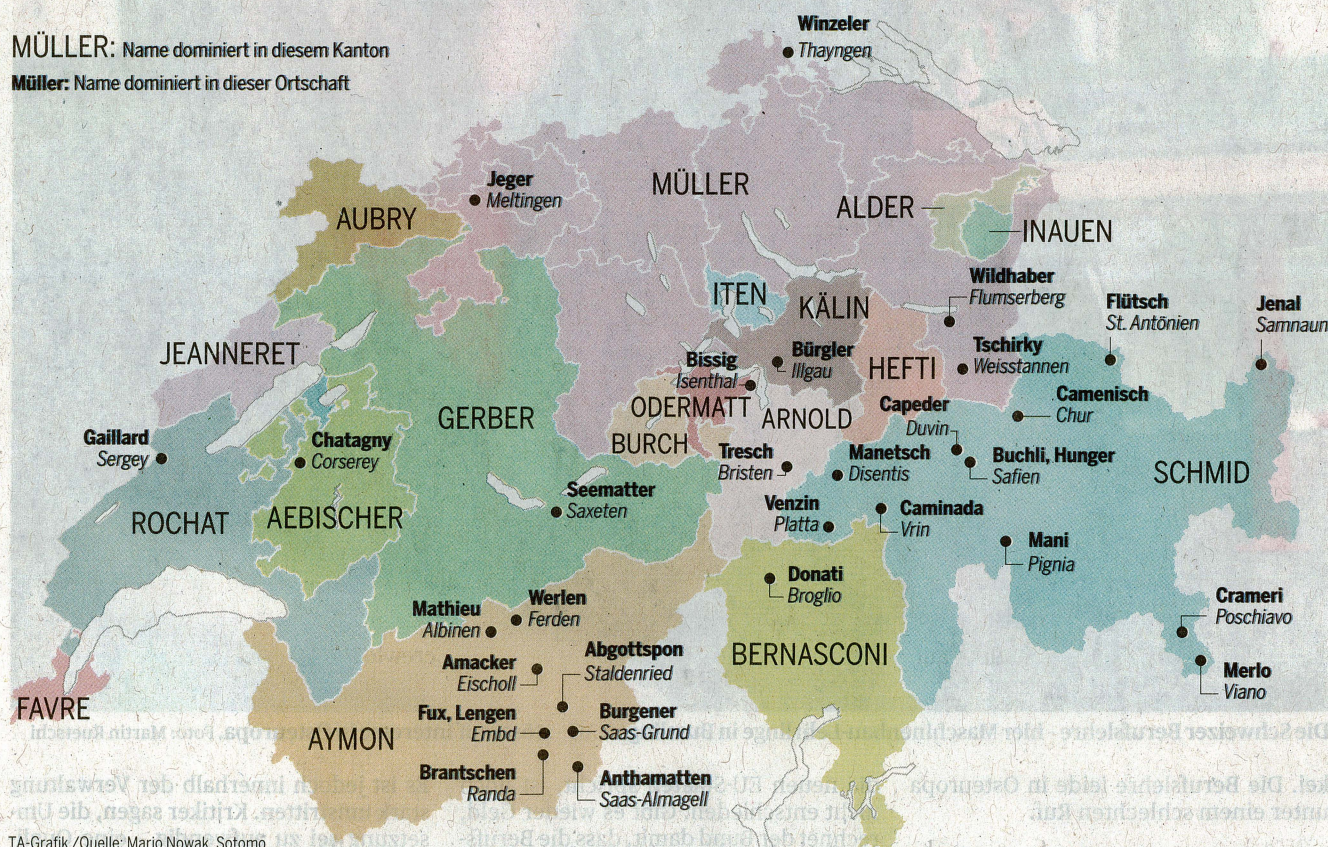 MÜLLER: Name dominiert in diesem Kanton
Müller: Name dominiert in dieser Ortschaft
Winzeler
Thayngen
Jeger
Meltingen
MÜLLER
AUBRY
ALDER
INAUEN
Wildhaber
Flumserberg
ITEN
KÄLIN
Flütsch
St. Antönien
Jenal
Samnaun
JEANNERET
Bissig
Isenthal
Bürgler
Illgau
HEFTI
Tschirky
Weisstannen
Camenisch
Chur
GERBER
ODERMATT
ARNOLD
BURCH
Capeder
Duvin
Gaillard
Sergey
Chatagny
Corserey
Tresch
Bristen
Manetsch
Disentis
Buchli, Hunger
Safien
SCHMID
ROCHAT
AEBISCHER
Seematter
Saxeten
Venzin
Platta
Caminada
Vrin
Mani
Pignia
Donati
Broglio
Mathieu
Albinen
Werlen
Ferden
Crameri
Poschiavo
Amacker
Eischoll
Abgottspon
Staldenried
BERNASCONI
Merlo
Viano
FAVRE
AYMON
Fux, Lengen
Embd
Burgener
Saas-Grund
Brantschen
Randa
Anthamatten
Saas-Almagell
TA-Grafik/Quelle: Mario Nowak, Sotomo